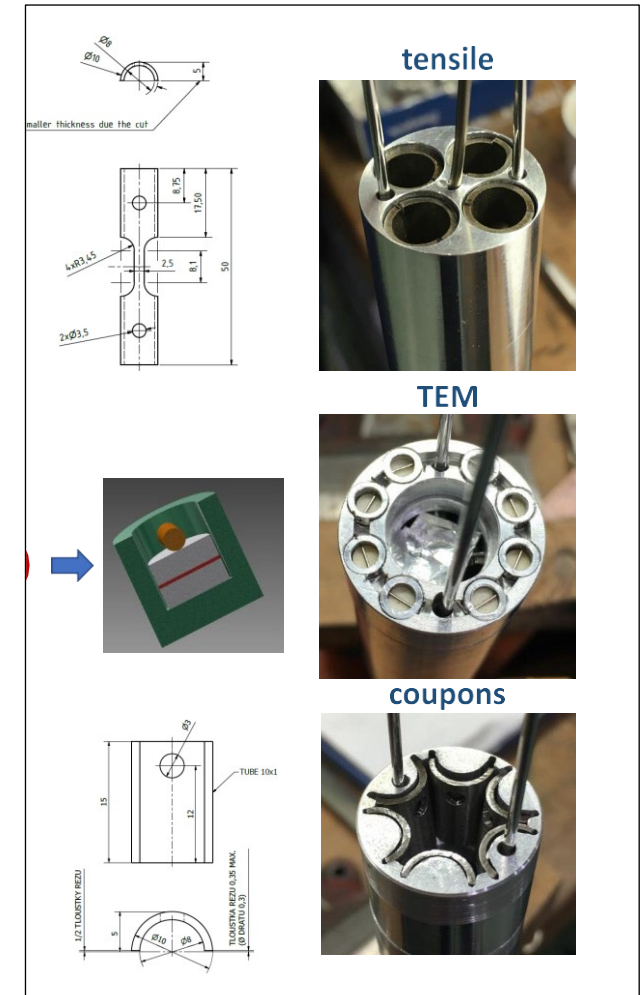 tensile
Ø8
Ø10
5
maller thickness due the cut
8,75
17,50
50
4xR3,45
2,5
8,1
2xØ3,5
TEM
coupons
Ø3
TUBE 10x1
15
12
1/2 TLOUSTKY REZU
5
Ø10
Ø8
TLOUSTKA REZU 0,35 MAX.
(Ø DRATU 0,3)